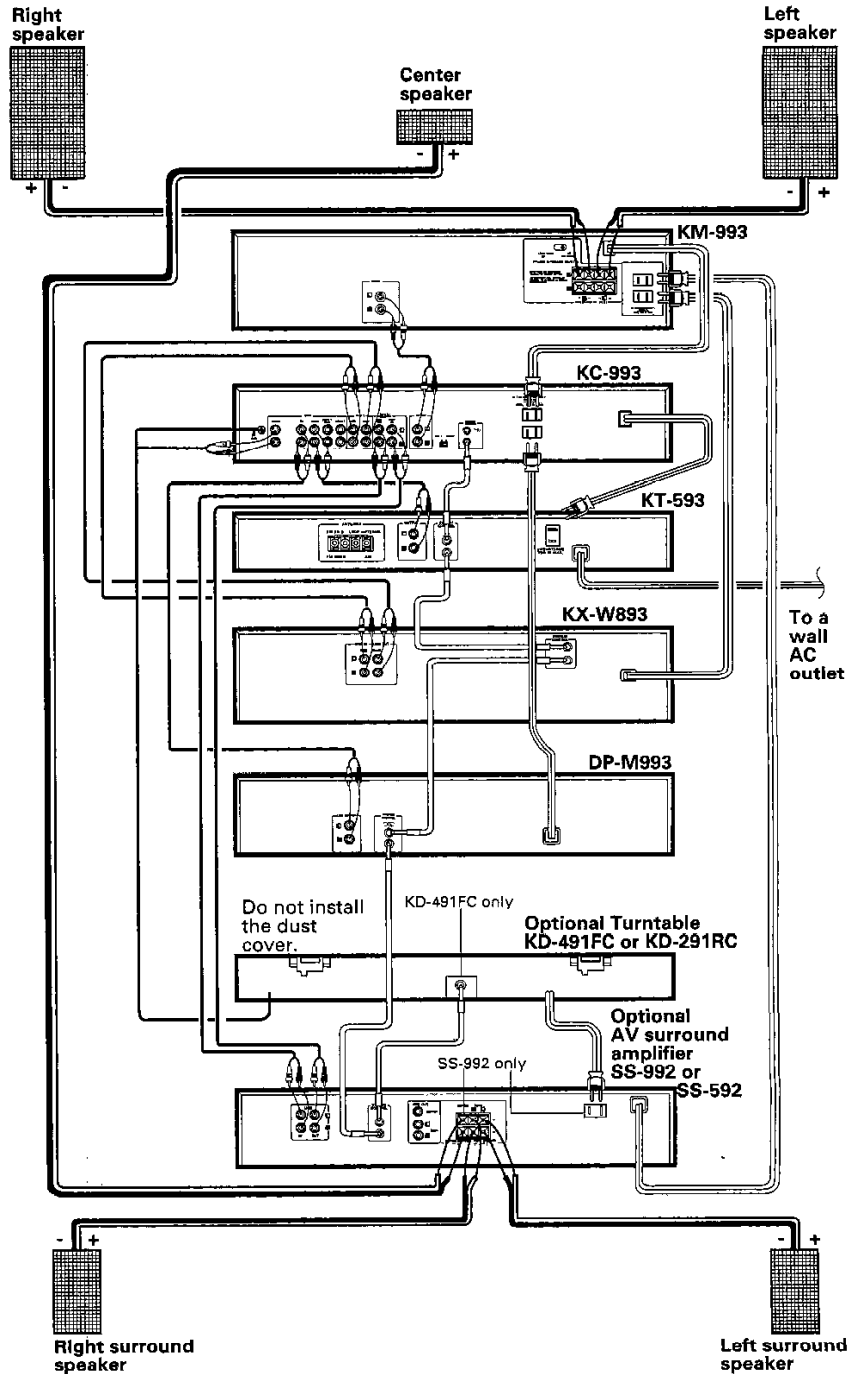 Right
speaker
Left
speaker
Center
speaker
- +
+ -
- +
KM-993
KC-993
KT-593
KX-W893
To a
wall
AC
outlet
DP-M993
Do not install
the dust
cover.
KD-491FC only
Optional Turntable
KD-491FC or KD-291RC
Optional
AV surround
amplifier
SS-992 or
SS-592
SS-992 only
- +
- +
Right surround
speaker
Left surround
speaker